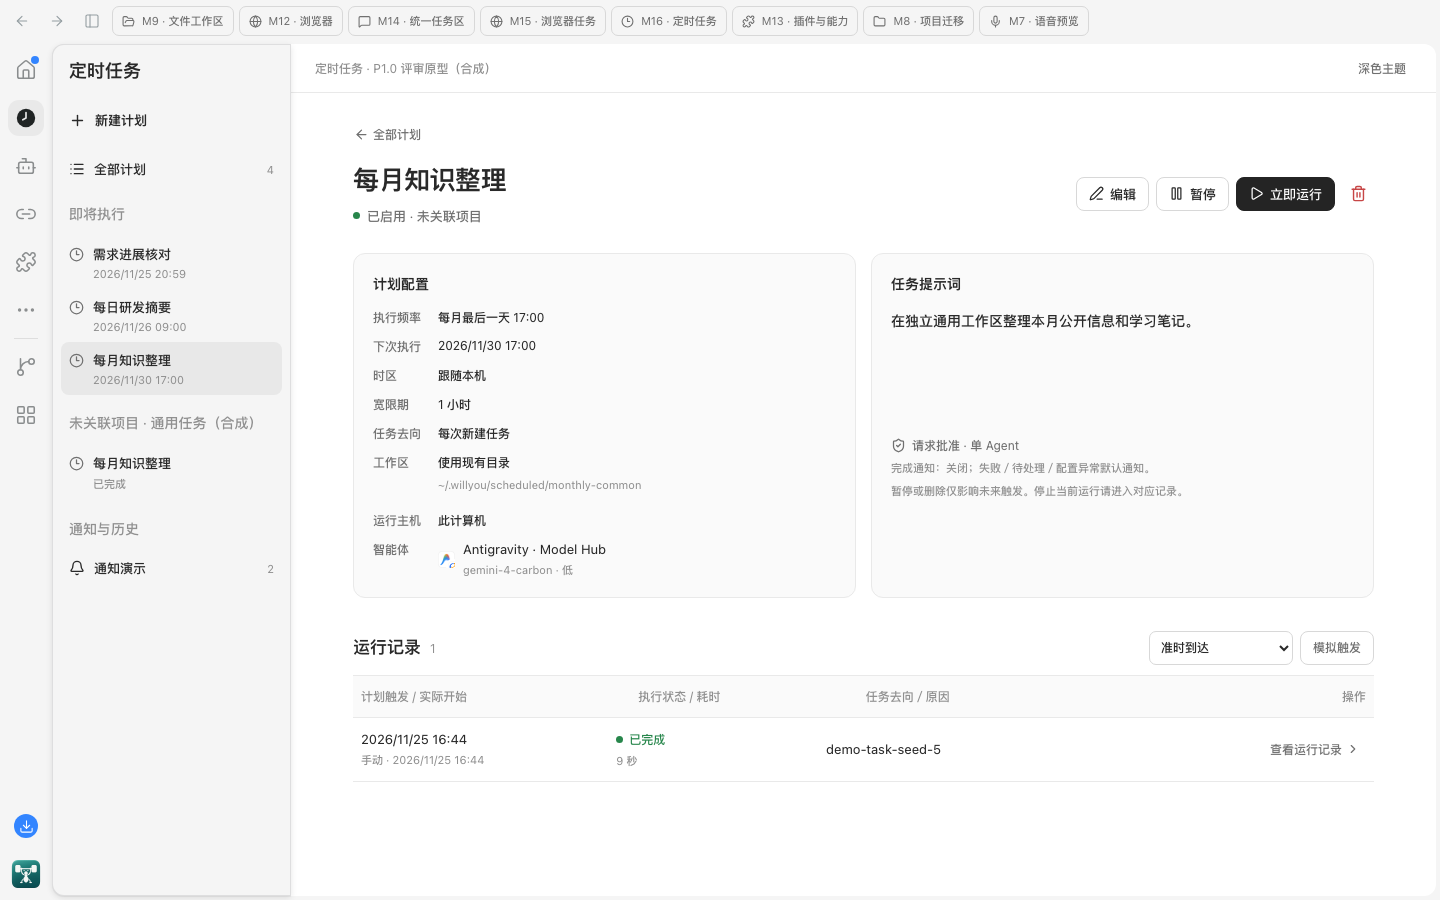 M9 · 文件工作区
M12 · 浏览器
M14 · 统一任务区
M15 · 浏览器任务
M16 · 定时任务
M13 · 插件与能力
M8 · 项目迁移
M7 · 语音预览
定时任务
新建计划
全部计划 4
即将执行
需求进展核对
2026/11/25 20:59
每日研发摘要
2026/11/26 09:00
每月知识整理
2026/11/30 17:00
未关联项目 · 通用任务（合成）
每月知识整理
已完成
通知与历史
通知演示 2
定时任务 · P1.0 评审原型（合成）
深色主题
全部计划
每月知识整理
已启用 · 未关联项目
编辑
暂停
立即运行
计划配置
执行频率 每月最后一天 17:00
下次执行 2026/11/30 17:00
时区 跟随本机
宽限期 1 小时
任务去向 每次新建任务
工作区 使用现有目录
~/.willyou/scheduled/monthly-common
运行主机 此计算机
智能体 Antigravity · Model Hub
gemini-4-carbon · 低
任务提示词
在独立通用工作区整理本月公开信息和学习笔记。
请求批准 · 单 Agent
完成通知：关闭；失败 / 待处理 / 配置异常默认通知。
暂停或删除仅影响未来触发。停止当前运行请进入对应记录。
运行记录 1
准时到达
模拟触发
计划触发 / 实际开始 执行状态 / 耗时 任务去向 / 原因 操作
2026/11/25 16:44 已完成 demo-task-seed-5 查看运行记录
手动 · 2026/11/25 16:44 9 秒